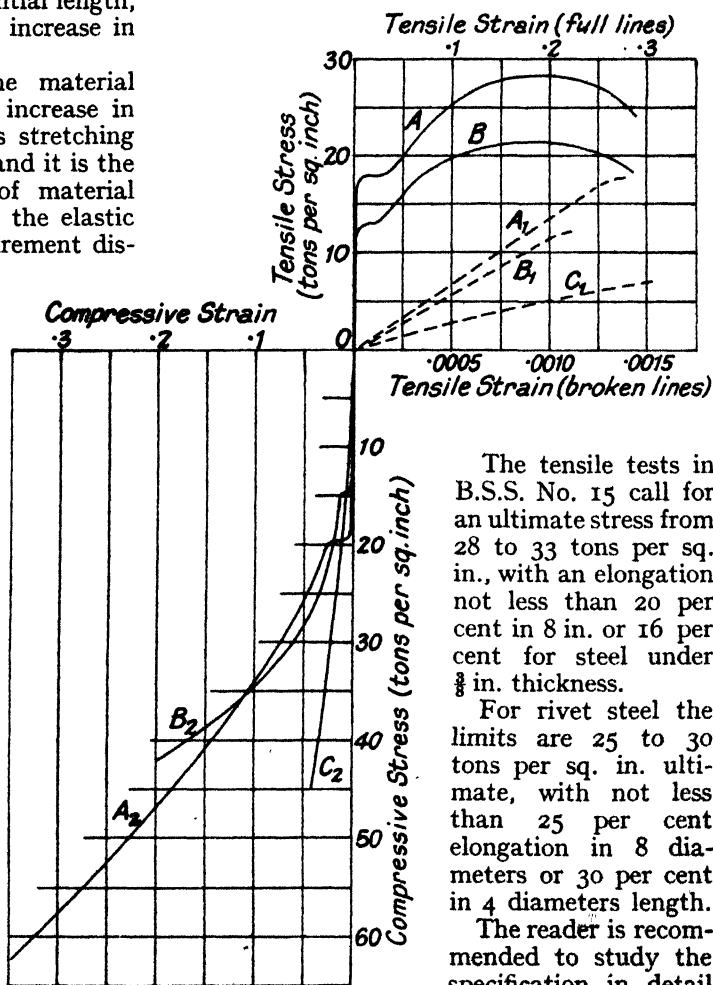 ntial length,
increase in
ne material
increase in
s stretching
and it is the
of material
the elastic
rement dis-
Tensile Strain (full lines)
·1 ·2 ·3
30
20
10
0
Tensile Stress
(tons per sq. inch)
A
B
A1
B1
C1
·0005 ·0010 ·0015
Tensile Strain (broken lines)
Compressive Strain
·3 ·2 ·1
10
20
30
40
50
60
Compressive Stress (tons per sq. inch)
B2
A2
C2
The tensile tests in
B.S.S. No. 15 call for
an ultimate stress from
28 to 33 tons per sq.
in., with an elongation
not less than 20 per
cent in 8 in. or 16 per
cent for steel under
⅜ in. thickness.
For rivet steel the
limits are 25 to 30
tons per sq. in. ulti-
mate, with not less
than 25 per cent
elongation in 8 dia-
meters or 30 per cent
in 4 diameters length.
The reader is recom-
mended to study the
specification in detail